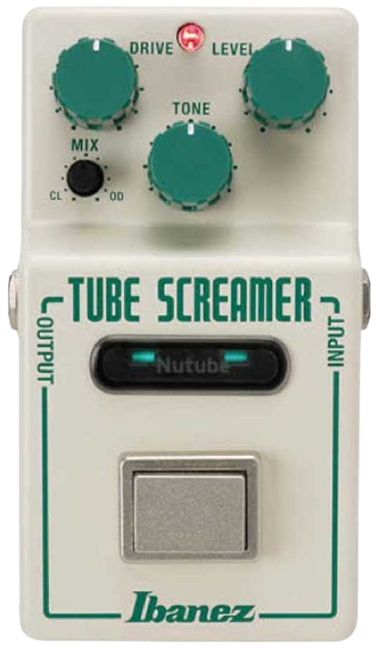 DRIVE LEVEL
TONE
MIX
CL OD
TUBE SCREAMER
OUTPUT
INPUT
Nutube
Ibanez